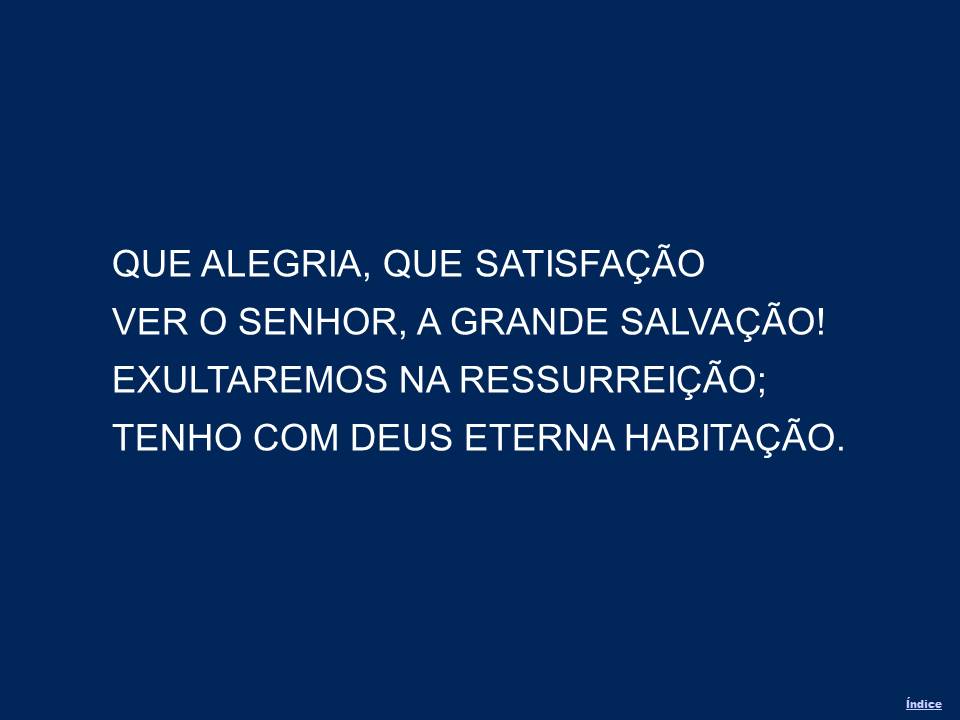 QUE ALEGRIA, QUE SATISFAÇÃO
VER O SENHOR, A GRANDE SALVAÇÃO!
EXULTAREMOS NA RESSURREIÇÃO;
TENHO COM DEUS ETERNA HABITAÇÃO.
Índice